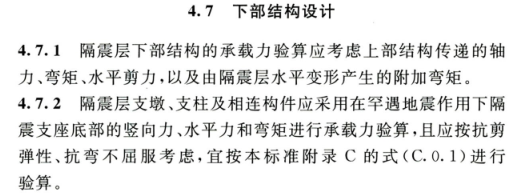 4.7 下部结构设计
4.7.1 隔震层下部结构的承载力验算应考虑上部结构传递的轴
力、弯矩、水平剪力，以及由隔震层水平变形产生的附加弯矩。
4.7.2 隔震层支墩、支柱及相连构件应采用在罕遇地震作用下隔
震支座底部的竖向力、水平力和弯矩进行承载力验算，且应按抗剪
弹性、抗弯不屈服考虑，宜按本标准附录 C 的式(C.0.1)进行
验算。